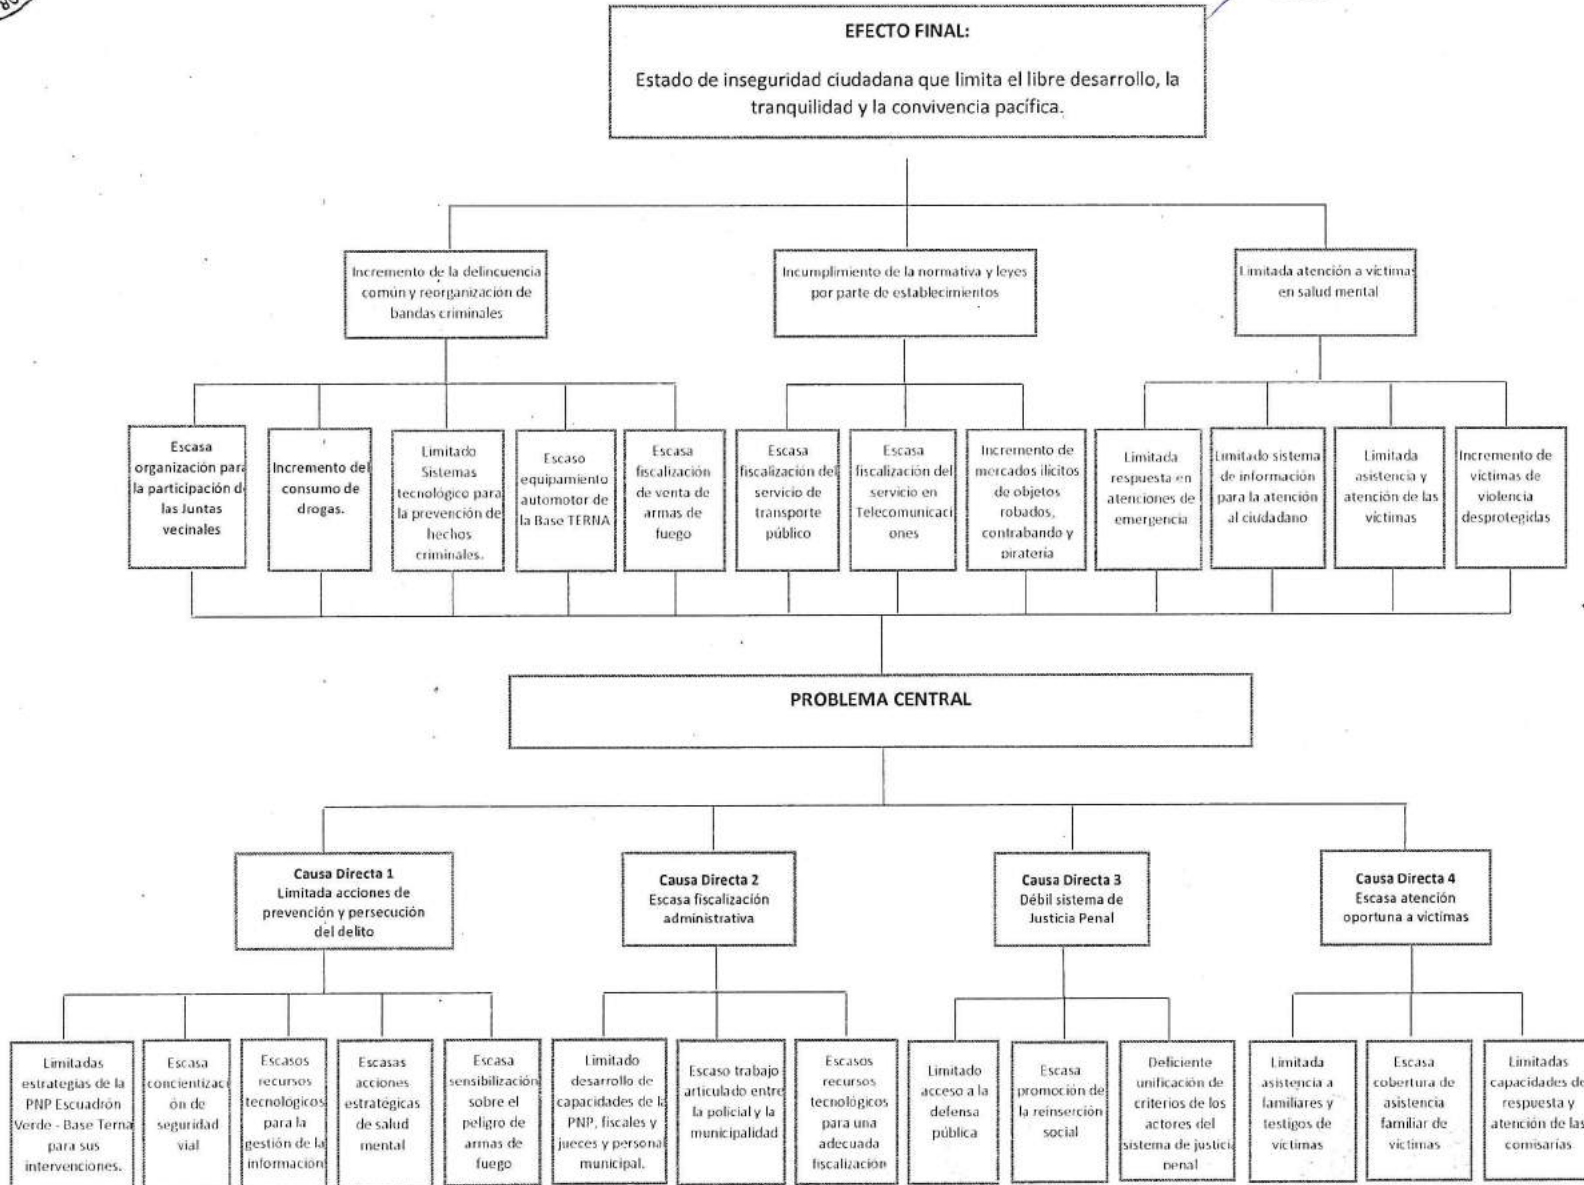 EFECTO FINAL:
Estado de inseguridad ciudadana que limita el libre desarrollo, la
tranquilidad y la convivencia pacífica.
Incremento de la delincuencia
común y reorganización de
bandas criminales
Incumplimiento de la normativa y leyes
por parte de establecimientos
Limitada atención a víctimas
en salud mental
Escasa
organización para
la participación d
las Juntas
vecinales
Incremento del
consumo de
drogas.
Limitado
Sistemas
tecnológico para
la prevención de
hechos
criminales.
Escaso
equipamiento
automotor de
la Base TERNA
Escasa
fiscalización
de venta de
armas de
fuego
Escasa
fiscalización del
servicio de
transporte
público
Escasa
fiscalización del
servicio en
Telecomunicaci
ones
Incremento de
mercados ilícitos
de objetos
robados,
contrabando y
piratería
Limitada
respuesta en
atenciones de
emergencia
Limitado sistema
de información
para la atención
al ciudadano
Limitada
asistencia y
atención de las
víctimas
Incremento de
víctimas de
violencia
desprotegidas
PROBLEMA CENTRAL
Causa Directa 1
Limitada acciones de
prevención y persecución
del delito
Causa Directa 2
Escasa fiscalización
administrativa
Causa Directa 3
Débil sistema de
Justicia Penal
Causa Directa 4
Escasa atención
oportuna a víctimas
Limitadas
estrategias de la
PNP Escuadrón
Verde - Base Terna
para sus
intervenciones.
Escasa
concientizaci
ón de
seguridad
vial
Escasos
recursos
tecnológicos
para la
gestión de la
información
Escasas
acciones
estratégicas
de salud
mental
Escasa
sensibilización
sobre el
peligro de
armas de
fuego
Limitado
desarrollo de
capacidades de la
PNP, fiscales y
jueces y personal
municipal.
Escaso trabajo
articulado entre
la policial y la
municipalidad
Escasos
recursos
tecnológicos
para una
adecuada
fiscalización
Limitado
acceso a la
defensa
pública
Escasa
promoción de
la reinserción
social
Deficiente
unificación de
criterios de los
actores del
sistema de justicia
penal
Limitada
asistencia a
familiares y
testigos de
víctimas
Escasa
cobertura de
asistencia
familiar de
víctimas
Limitadas
capacidades de
respuesta y
atención de las
comisarías